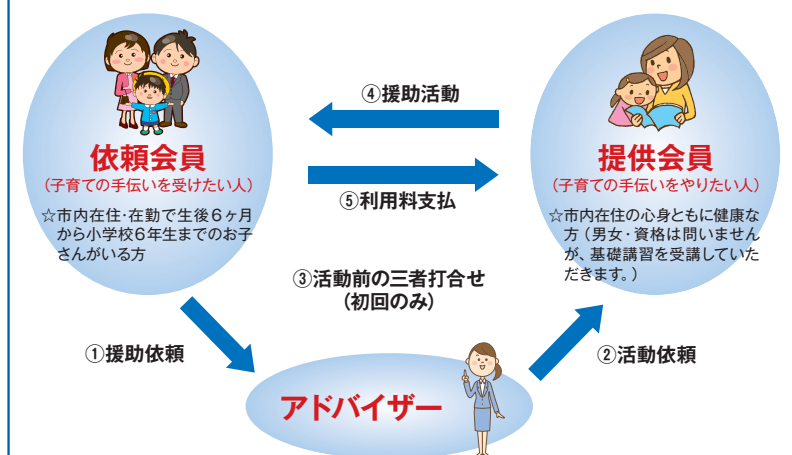 ④援助活動
依頼会員
(子育ての手伝いを受けたい人)
☆市内在住・在勤で生後６ヶ月
から小学校６年生までのお子
さんがいる方
提供会員
(子育ての手伝いをやりたい人)
☆市内在住の心身ともに健康な
方（男女・資格は問いません
が、基礎講習を受講していた
だきます。）
⑤利用料支払
③活動前の三者打合せ
(初回のみ)
①援助依頼
②活動依頼
アドバイザー